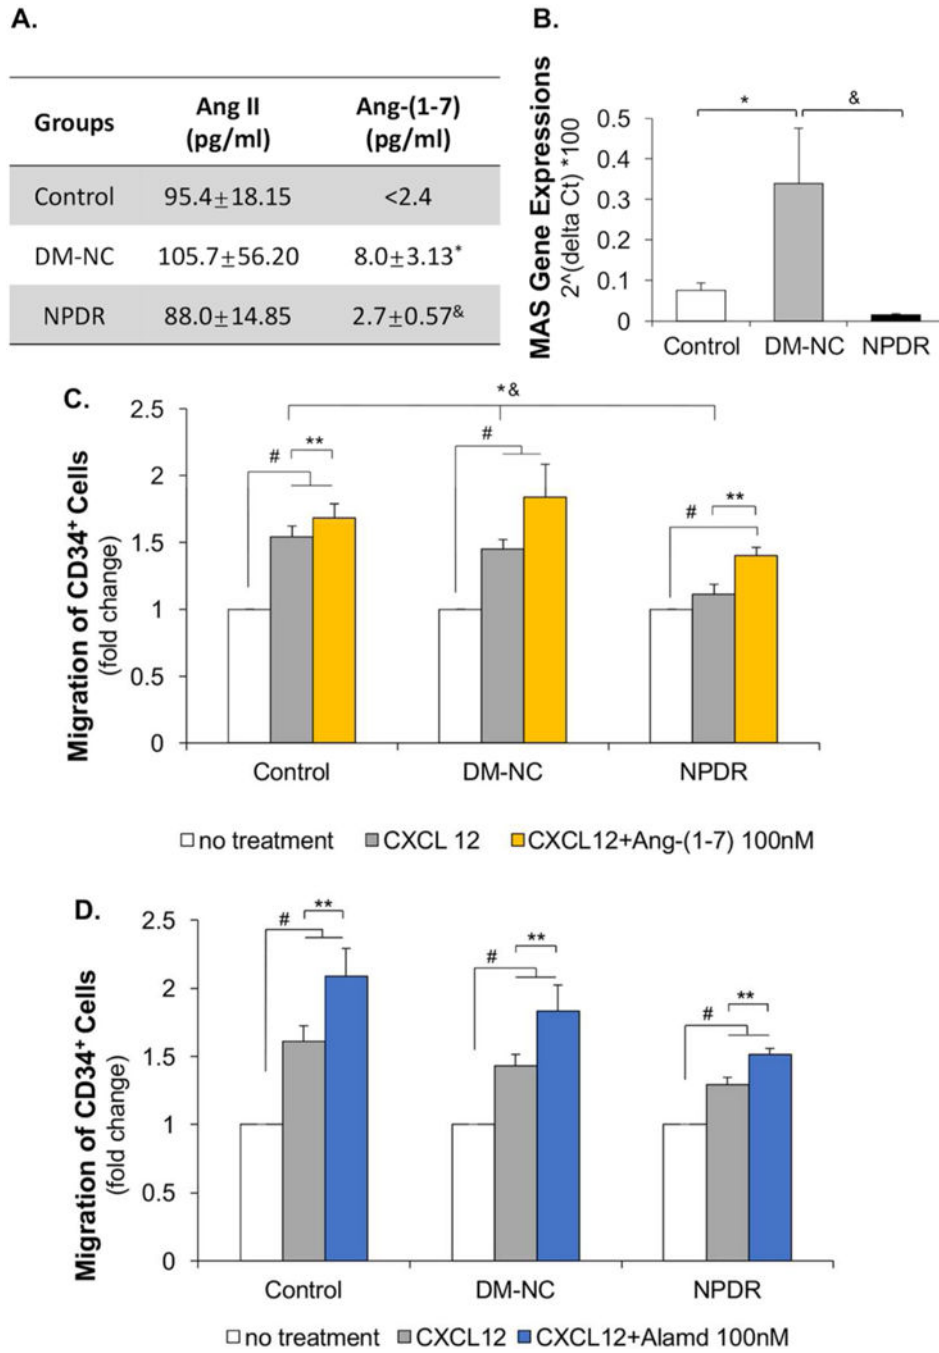 A.
Groups Ang II (pg/ml) Ang-(1-7) (pg/ml)
Control 95.4±18.15 <2.4
DM-NC 105.7±56.20 8.0±3.13*
NPDR 88.0±14.85 2.7±0.57&
B.
MAS Gene Expressions
2^(delta Ct) *100
* &
0.5
0.4
0.3
0.2
0.1
0
Control DM-NC NPDR
C.
Migration of CD34+ Cells
(fold change)
*&
# ** # # **
2.5
2
1.5
1
0.5
0
Control DM-NC NPDR
no treatment CXCL 12 CXCL12+Ang-(1-7) 100nM
D.
Migration of CD34+ Cells
(fold change)
# ** # ** # **
2.5
2
1.5
1
0.5
0
Control DM-NC NPDR
no treatment CXCL12 CXCL12+Alamd 100nM